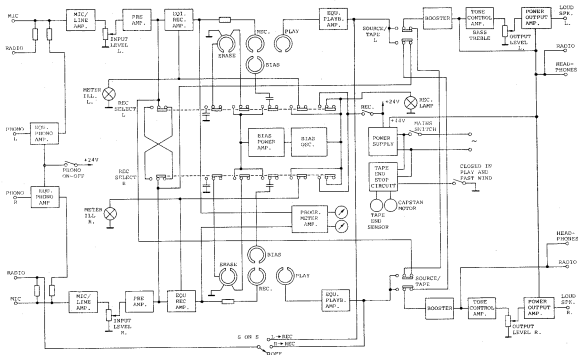 MIC
RADIO
MIC/
LINE
AMP.
INPUT
LEVEL L.
PRE
AMP.
REC.
AMP.
ERASE
REC.
BIAS
PLAY
EQU.
PLAYB.
AMP.
SOURCE/
TAPE
L.
BOOSTER
TONE
CONTROL
AMP.
BASS
TREBLE
OUTPUT
LEVEL L.
POWER
OUTPUT
AMP.
LOUD
SPK.
L.
RADIO
HEAD-
PHONES
METER
ILL.
L.
REC
SELECT
L
REC.
LAMP
REC.
+24V
+14V
MAINS
SWITCH
~
POWER
SUPPLY
PHONO
L
EQU.
PHONO
AMP.
+24V
PHONO
ON-OFF
BIAS
POWER
AMP.
BIAS
OSC.
REC
SELECT
R
TAPE
END
STOP
CIRCUIT
CLOSED IN
PLAY AND
FAST WIND
CAPSTAN
MOTOR
TAPE
END
SENSOR
PHONO
R
EQU.
PHONO
AMP
METER
ILL R.
PROGR.
METER
AMP.
HEAD-
PHONES
RADIO
RADIO
MIC
MIC/
LINE
AMP.
INPUT
LEVEL R.
PRE
AMP.
EQU
REC
AMP.
ERASE
BIAS
REC.
PLAY
EQU.
PLAYB.
AMP.
SOURCE/
TAPE
BOOSTER
TONE
CONTROL
AMP.
OUTPUT
LEVEL R.
POWER
OUTPUT
AMP.
LOUD
SPK.
R.
S ON S
L→REC
R→REC
OFF